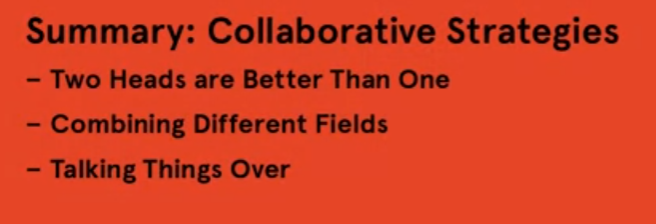 Summary: Collaborative Strategies
– Two Heads are Better Than One
– Combining Different Fields
– Talking Things Over